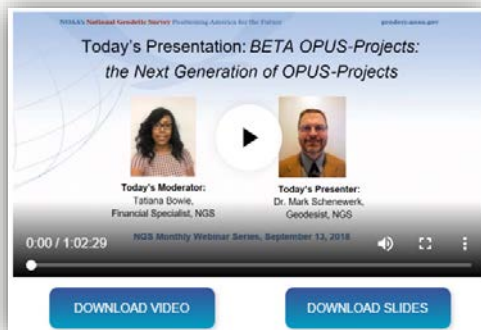 NOAA's National Geodetic Survey Positioning America for the Future
geodesy.noaa.gov
Today's Presentation: BETA OPUS-Projects:
the Next Generation of OPUS-Projects
Today's Moderator:
Tatiana Bowie,
Financial Specialist, NGS
Today's Presenter:
Dr. Mark Schenewerk,
Geodesist, NGS
NGS Monthly Webinar Series, September 13, 2018
0:00 / 1:02:29
DOWNLOAD VIDEO
DOWNLOAD SLIDES